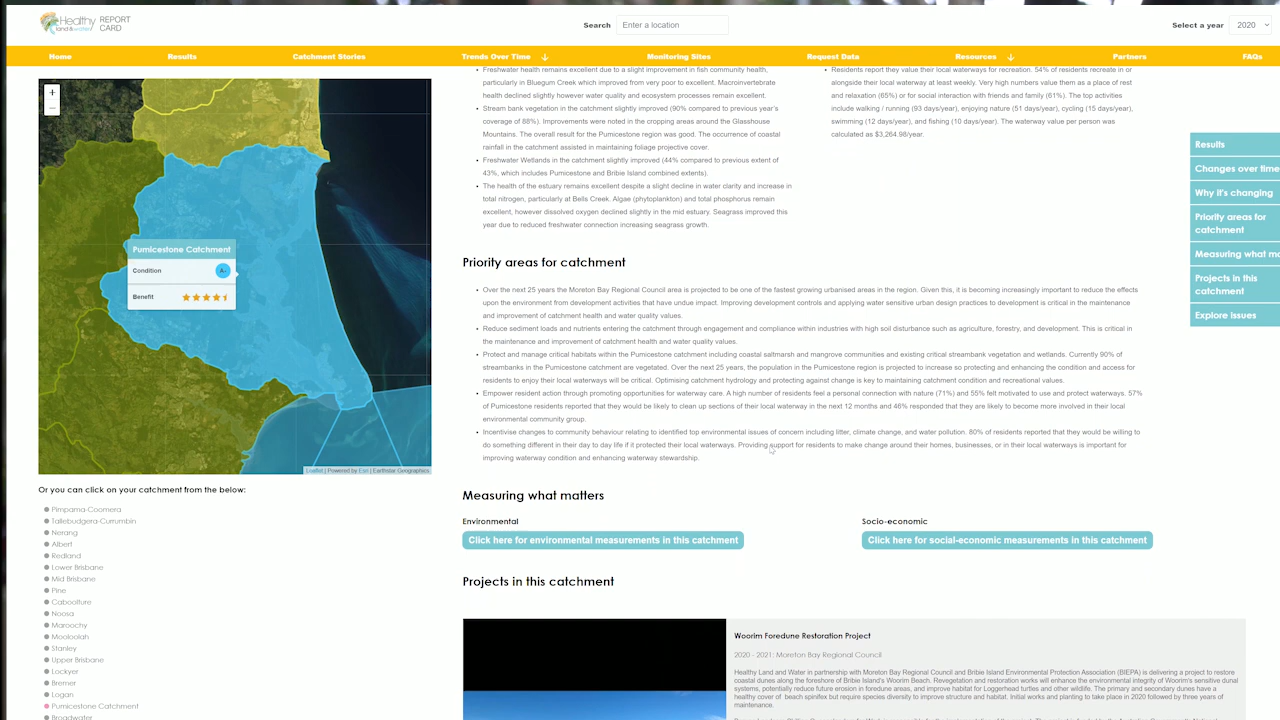 Healthy land & water REPORT CARD
Search Enter a location
Select a year 2020
Home Results Catchment Stories Trends Over Time Monitoring Sites Request Data Resources Partners FAQs
+
−
Pumicestone Catchment
Condition A-
Benefit
Leaflet | Powered by Esri | Earthstar Geographics
Or you can click on your catchment from the below:
Pimpama-Coomera
Tallebudgera-Currumbin
Nerang
Albert
Redland
Lower Brisbane
Mid Brisbane
Pine
Caboolture
Noosa
Maroochy
Mooloolah
Stanley
Upper Brisbane
Lockyer
Bremer
Logan
Pumicestone Catchment
Broadwater
• Freshwater health remains excellent due to a slight improvement in fish community health,
particularly in Bluegum Creek which improved from very poor to excellent. Macroinvertebrate
health declined slightly however water quality and ecosystem processes remain excellent.
• Stream bank vegetation in the catchment slightly improved (90% compared to previous year's
coverage of 88%). Improvements were noted in the cropping areas around the Glasshouse
Mountains. The overall result for the Pumicestone region was good. The occurrence of coastal
rainfall in the catchment assisted in maintaining foliage projective cover.
• Freshwater Wetlands in the catchment slightly improved (44% compared to previous extent of
43%, which includes Pumicestone and Bribie Island combined extents).
• The health of the estuary remains excellent despite a slight decline in water clarity and increase in
total nitrogen, particularly at Bells Creek. Algae (phytoplankton) and total phosphorus remain
excellent, however dissolved oxygen declined slightly in the mid estuary. Seagrass improved this
year due to reduced freshwater connection increasing seagrass growth.
• Residents report they value their local waterways for recreation. 54% of residents recreate in or
alongside their local waterway at least weekly. Very high numbers value them as a place of rest
and relaxation (65%) or for social interaction with friends and family (61%). The top activities
include walking / running (93 days/year), enjoying nature (51 days/year), cycling (15 days/year),
swimming (12 days/year), and fishing (10 days/year). The waterway value per person was
calculated as $3,264.98/year.
Priority areas for catchment
• Over the next 25 years the Moreton Bay Regional Council area is projected to be one of the fastest growing urbanised areas in the region. Given this, it is becoming increasingly important to reduce the effects
upon the environment from development activities that have undue impact. Improving development controls and applying water sensitive urban design practices to development is critical in the maintenance
and improvement of catchment health and water quality values.
• Reduce sediment loads and nutrients entering the catchment through engagement and compliance within industries with high soil disturbance such as agriculture, forestry, and development. This is critical in
the maintenance and improvement of catchment health and water quality values.
• Protect and manage critical habitats within the Pumicestone catchment including coastal saltmarsh and mangrove communities and existing critical streambank vegetation and wetlands. Currently 90% of
streambanks in the Pumicestone catchment are vegetated. Over the next 25 years, the population in the Pumicestone region is projected to increase so protecting and enhancing the condition and access for
residents to enjoy their local waterways will be critical. Optimising catchment hydrology and protecting against change is key to maintaining catchment condition and recreational values.
• Empower resident action through promoting opportunities for waterway care. A high number of residents feel a personal connection with nature (71%) and 55% felt motivated to use and protect waterways. 57%
of Pumicestone residents reported that they would be likely to clean up sections of their local waterway in the next 12 months and 46% responded that they are likely to become more involved in their local
environmental community group.
• Incentivise changes to community behaviour relating to identified top environmental issues of concern including litter, climate change, and water pollution. 80% of residents reported that they would be willing to
do something different in their day to day life if it protected their local waterways. Providing support for residents to make change around their homes, businesses, or in their local waterways is important for
improving waterway condition and enhancing waterway stewardship.
Measuring what matters
Environmental
Click here for environmental measurements in this catchment
Socio-economic
Click here for social-economic measurements in this catchment
Projects in this catchment
Woorim Foredune Restoration Project
2020 - 2021: Moreton Bay Regional Council
Healthy Land and Water in partnership with Moreton Bay Regional Council and Bribie Island Environmental Protection Association (BIEPA) is delivering a project to restore
coastal dunes along the foreshore of Bribie Island's Woorim Beach. Revegetation and restoration works will enhance the environmental integrity of Woorim's sensitive dunal
systems, potentially reduce future erosion in foredune areas, and improve habitat for Loggerhead turtles and other wildlife. The primary and secondary dunes have a
healthy cover of beach spinifex but require species diversity to improve structure and habitat. Initial works and planting to take place in 2020 followed by three years of
maintenance.
Results
Changes over time
Why it's changing
Priority areas for
catchment
Measuring what ma
Projects in this
catchment
Explore issues